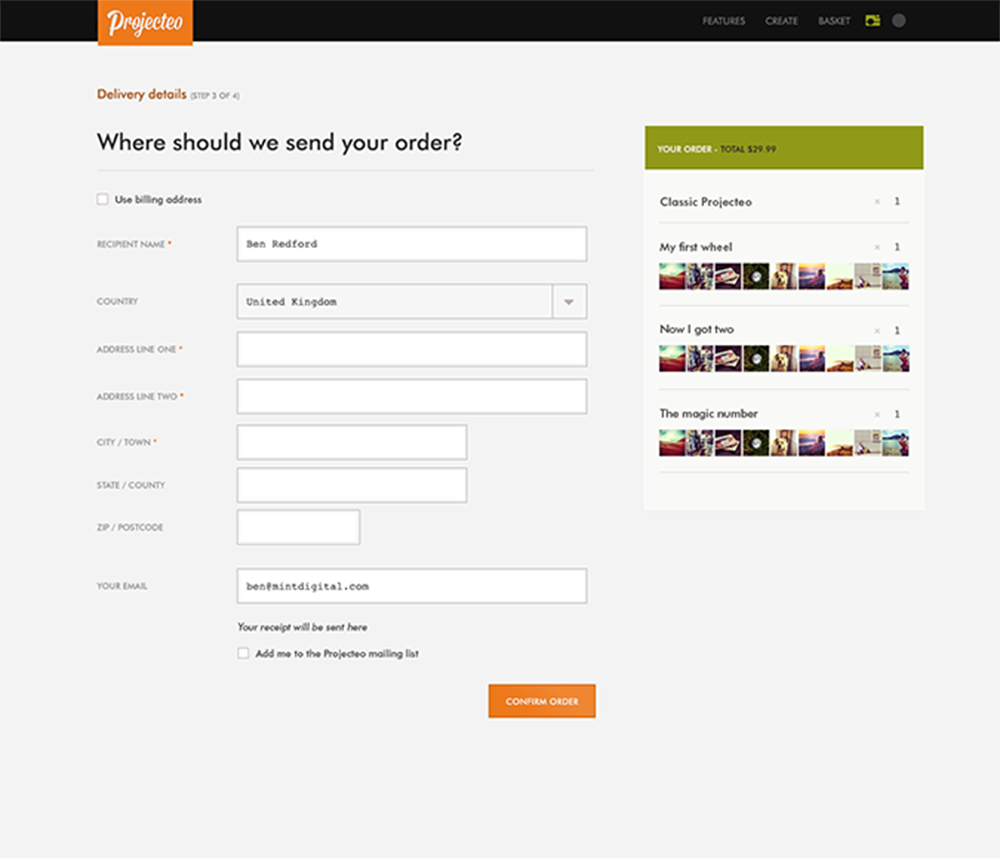 Projecteo
FEATURES CREATE BASKET
Delivery details (STEP 3 OF 4)
Where should we send your order?
Use billing address
RECIPIENT NAME *
Ben Redford
COUNTRY
United Kingdom
ADDRESS LINE ONE *
ADDRESS LINE TWO *
CITY / TOWN *
STATE / COUNTY
ZIP / POSTCODE
YOUR EMAIL
ben@mintdigital.com
Your receipt will be sent here
Add me to the Projecteo mailing list
CONFIRM ORDER
YOUR ORDER - TOTAL $29.99
Classic Projecteo × 1
My first wheel × 1
Now I got two × 1
The magic number × 1